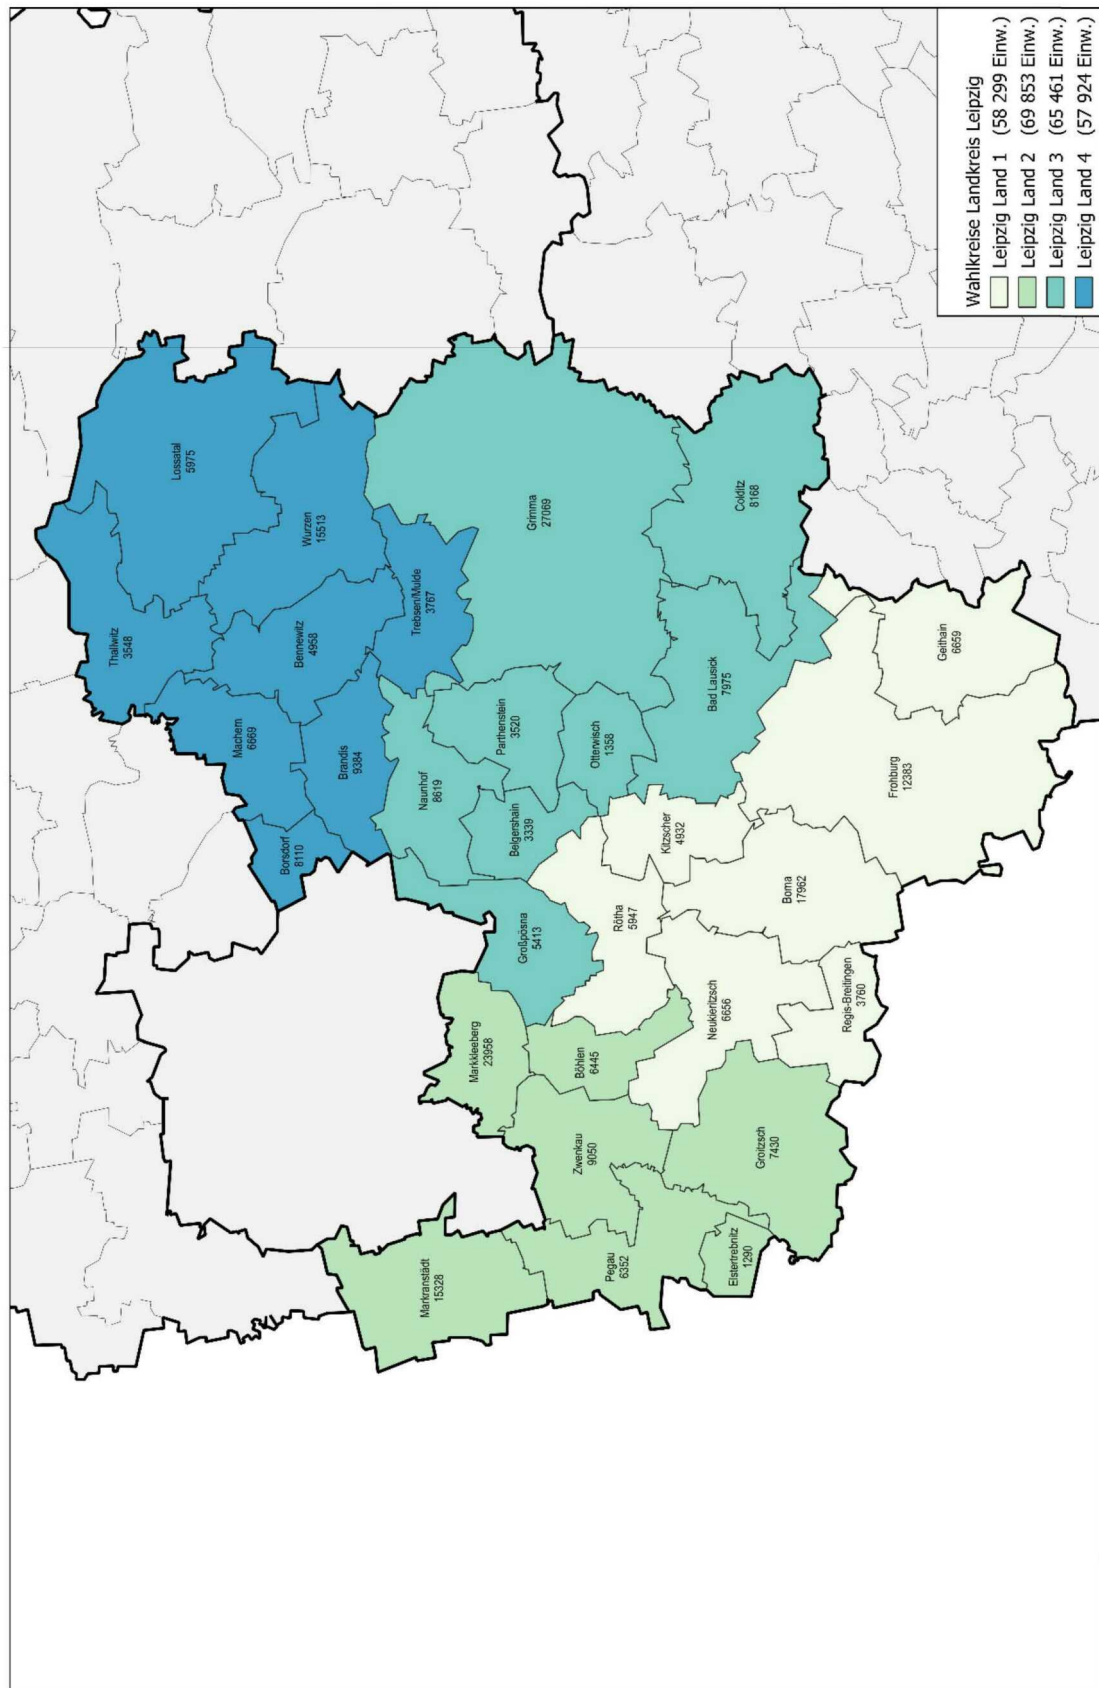 Thallwitz
3548
Lossatal
5975
Machern
6669
Bennewitz
4958
Wurzen
15513
Borsdorf
8110
Brandis
9384
Trebsen/Mulde
3767
Markranstädt
15328
Markkleeberg
23958
Großpösna
5413
Naunhof
8619
Belgershain
3339
Parthenstein
3520
Grimma
27069
Otterwisch
1358
Pegau
6352
Zwenkau
9050
Böhlen
6445
Rötha
5947
Kitzscher
4932
Bad Lausick
7975
Colditz
8168
Elstertrebnitz
1290
Groitzsch
7430
Neukieritzsch
6656
Regis-Breitingen
3760
Borna
17962
Frohburg
12383
Geithain
6659
Wahlkreise Landkreis Leipzig
Leipzig Land 1 (58 299 Einw.)
Leipzig Land 2 (69 853 Einw.)
Leipzig Land 3 (65 461 Einw.)
Leipzig Land 4 (57 924 Einw.)